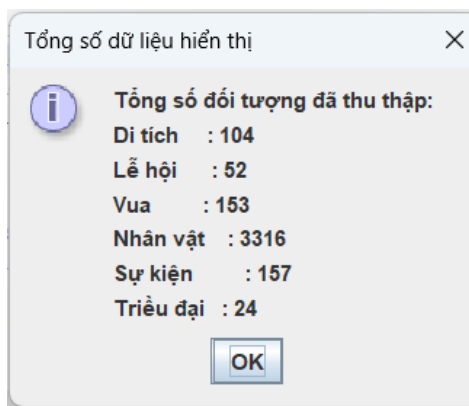 Tổng số dữ liệu hiển thị
Tổng số đối tượng đã thu thập:
Di tích : 104
Lễ hội : 52
Vua : 153
Nhân vật : 3316
Sự kiện : 157
Triều đại : 24
OK